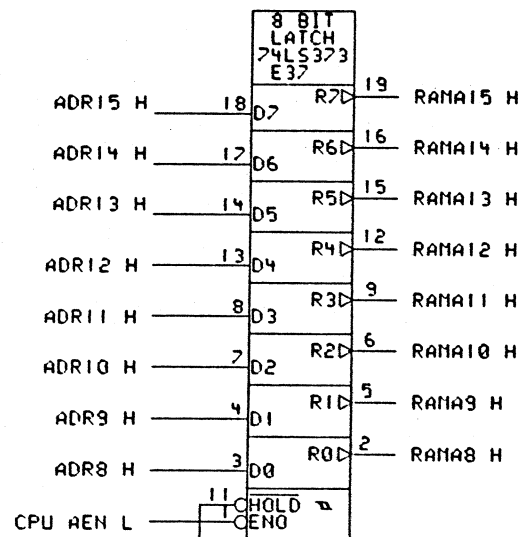 8 BIT
LATCH
74LS373
E37
ADR15 H 18 D7 R7 19 RAMA15 H
ADR14 H 17 D6 R6 16 RAMA14 H
ADR13 H 14 D5 R5 15 RAMA13 H
ADR12 H 13 D4 R4 12 RAMA12 H
ADR11 H 8 D3 R3 9 RAMA11 H
ADR10 H 7 D2 R2 6 RAMA10 H
ADR9 H 4 D1 R1 5 RAMA9 H
ADR8 H 3 D0 R0 2 RAMA8 H
11 HOLD
CPU AEN L 1 EN0